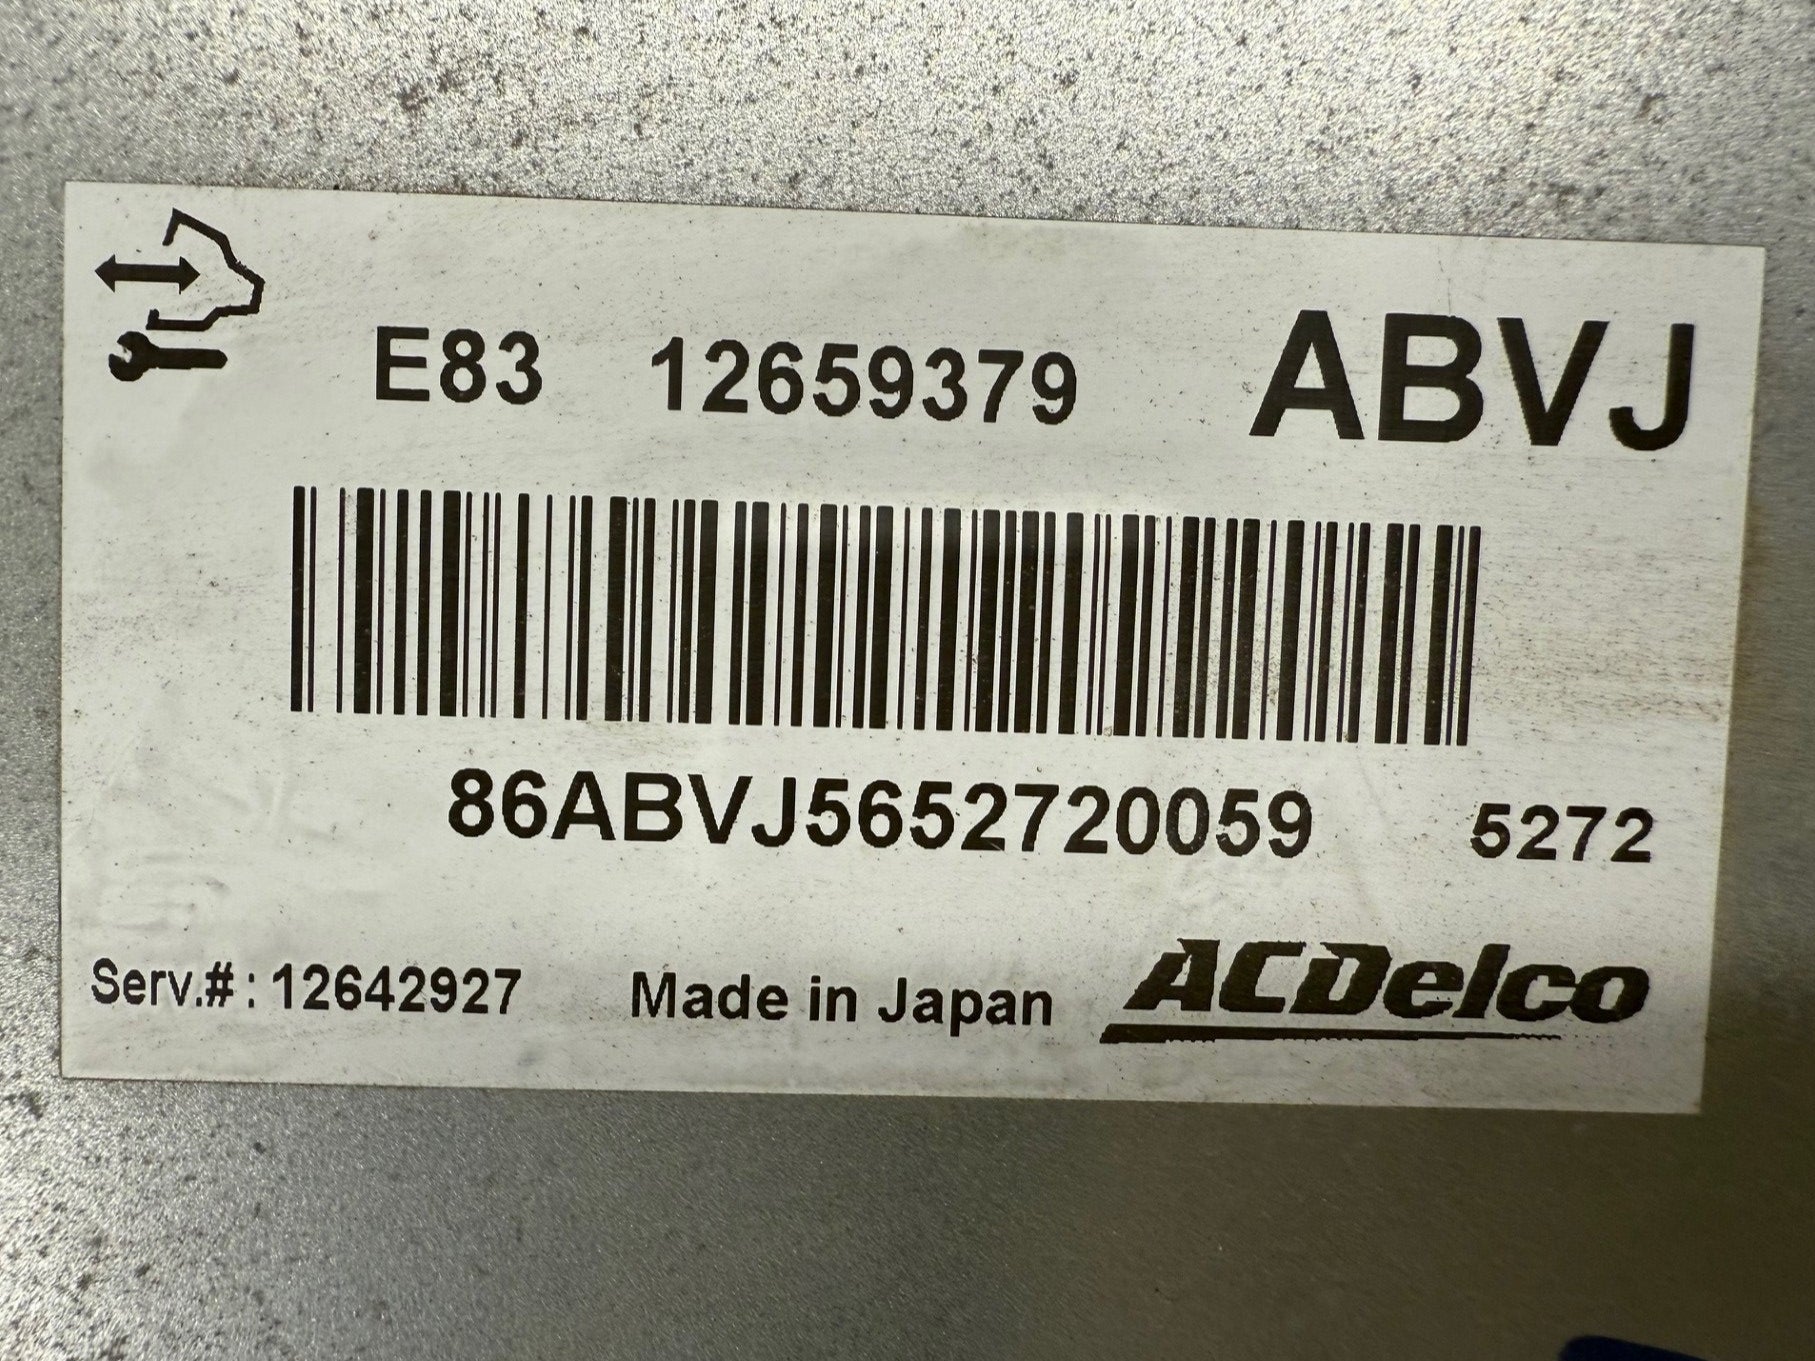 E83 12659379 ABVJ
86ABVJ5652720059 5272
Serv.#: 12642927 Made in Japan ACDelco